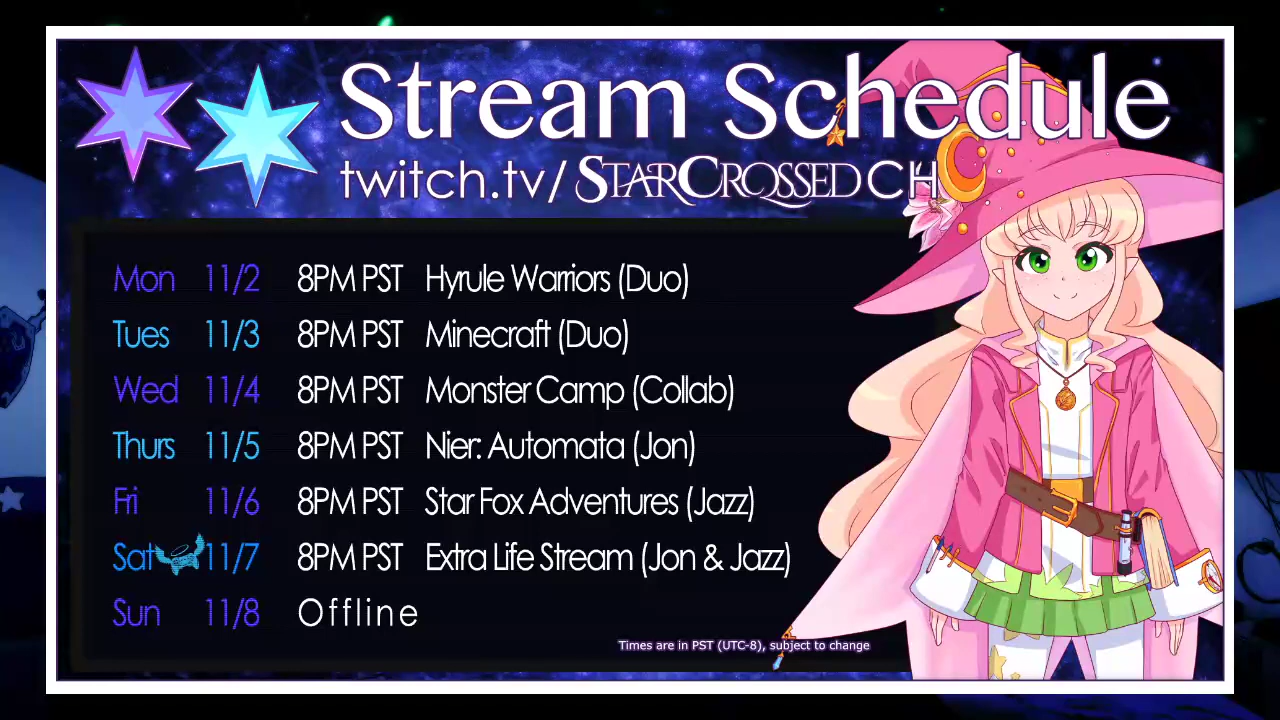 Stream Schedule
twitch.tv/STARCROSSEDCH
Mon 11/2 8PM PST Hyrule Warriors (Duo)
Tues 11/3 8PM PST Minecraft (Duo)
Wed 11/4 8PM PST Monster Camp (Collab)
Thurs 11/5 8PM PST Nier: Automata (Jon)
Fri 11/6 8PM PST Star Fox Adventures (Jazz)
Sat 11/7 8PM PST Extra Life Stream (Jon & Jazz)
Sun 11/8 Offline
Times are in PST (UTC-8), subject to change